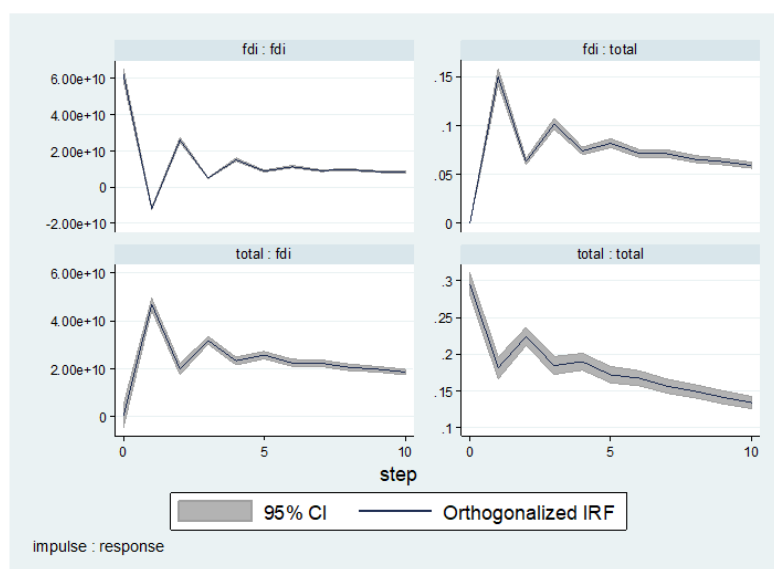 fdi : fdi
fdi : total
6.00e+10
4.00e+10
2.00e+10
0
-2.00e+10
.15
.1
.05
0
total : fdi
total : total
6.00e+10
4.00e+10
2.00e+10
0
.3
.25
.2
.15
.1
0 5 10 0 5 10
step
95% CI Orthogonalized IRF
impulse : response